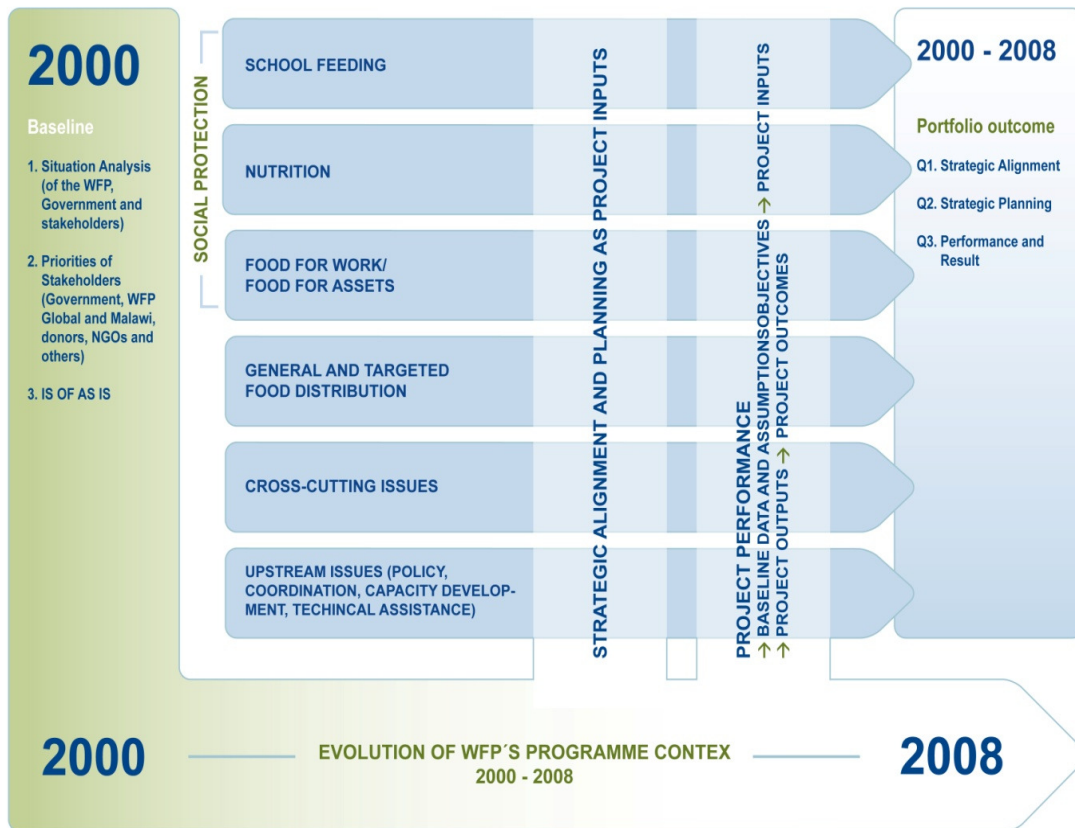 2000
Baseline
1. Situation Analysis
(of the WFP,
Government and
stakeholders)
2. Priorities of
Stakeholders
(Government, WFP
Global and Malawi,
donors, NGOs and
others)
3. IS OF AS IS
SOCIAL PROTECTION
SCHOOL FEEDING
NUTRITION
FOOD FOR WORK/
FOOD FOR ASSETS
GENERAL AND TARGETED
FOOD DISTRIBUTION
CROSS-CUTTING ISSUES
UPSTREAM ISSUES (POLICY,
COORDINATION, CAPACITY DEVELOP-
MENT, TECHINCAL ASSISTANCE)
STRATEGIC ALIGNMENT AND PLANNING AS PROJECT INPUTS
PROJECT PERFORMANCE
→ BASELINE DATA AND ASSUMPTIONSOBJECTIVES → PROJECT INPUTS
→ PROJECT OUTPUTS → PROJECT OUTCOMES
2000 - 2008
Portfolio outcome
Q1. Strategic Alignment
Q2. Strategic Planning
Q3. Performance and
Result
2000
EVOLUTION OF WFP´S PROGRAMME CONTEX
2000 - 2008
2008